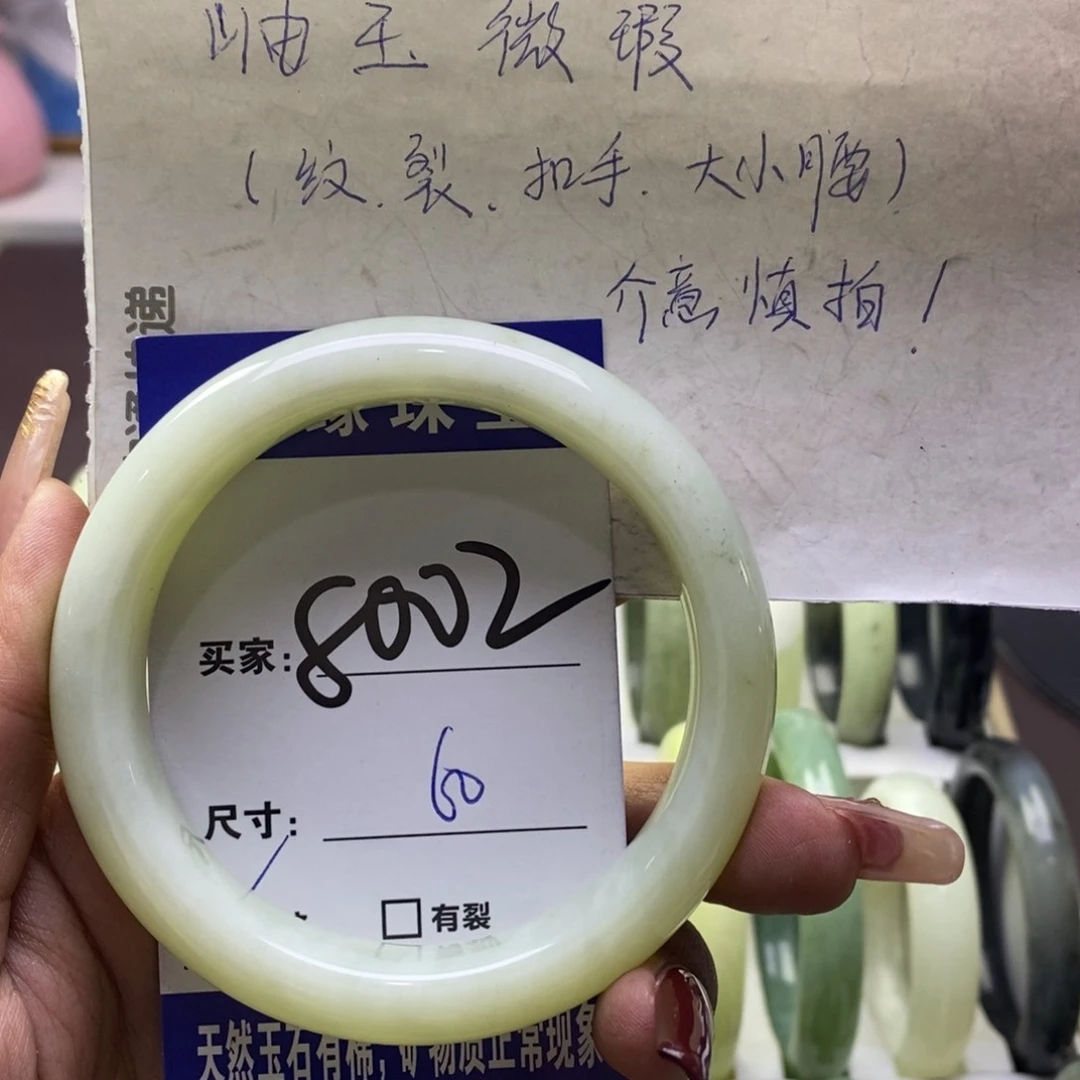 岫玉微瑕
(纹.裂.扣手.大小腰)
介意慎拍!
买家:8002
尺寸:60
□有裂
天然玉石有棉,矿物质正常现象